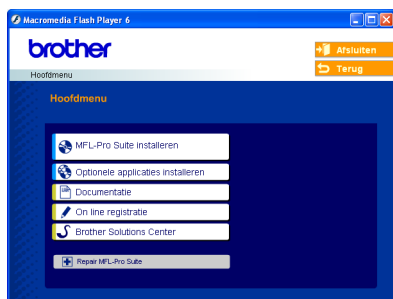 Macromedia Flash Player 6
brother
Afsluiten
Terug
Hoofdmenu
Hoofdmenu
MFL-Pro Suite installeren
Optionele applicaties installeren
Documentatie
On line registratie
Brother Solutions Center
Repair MFL-Pro Suite